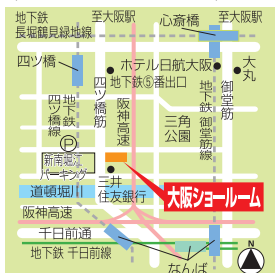 地下鉄
長堀鶴見緑地線
至大阪駅
心斎橋
至大阪駅
四ツ橋
ホテル日航大阪
地下鉄⑤番出口
大丸
四ツ橋筋
阪神高速
地下鉄
四ツ橋線
三角
公園
地下鉄 御堂筋線
御堂筋
P
新南堀江
パーキング
三井
住友銀行
道頓堀川
大阪ショールーム
阪神高速
千日前通
地下鉄 千日前線
なんば
N